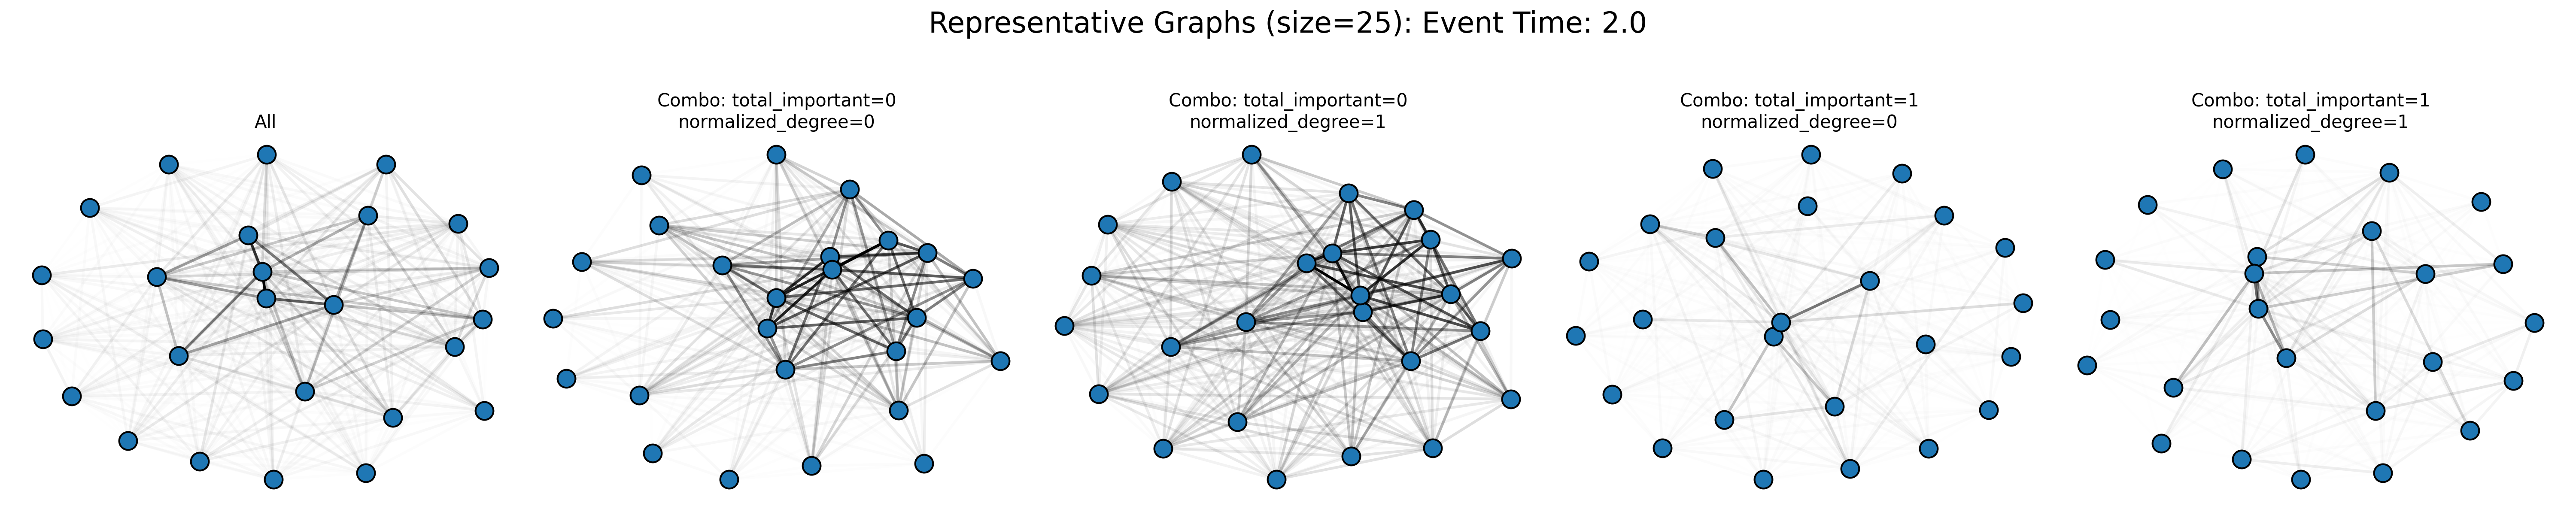 Representative Graphs (size=25): Event Time: 2.0
All
Combo: total_important=0
normalized_degree=0
Combo: total_important=0
normalized_degree=1
Combo: total_important=1
normalized_degree=0
Combo: total_important=1
normalized_degree=1